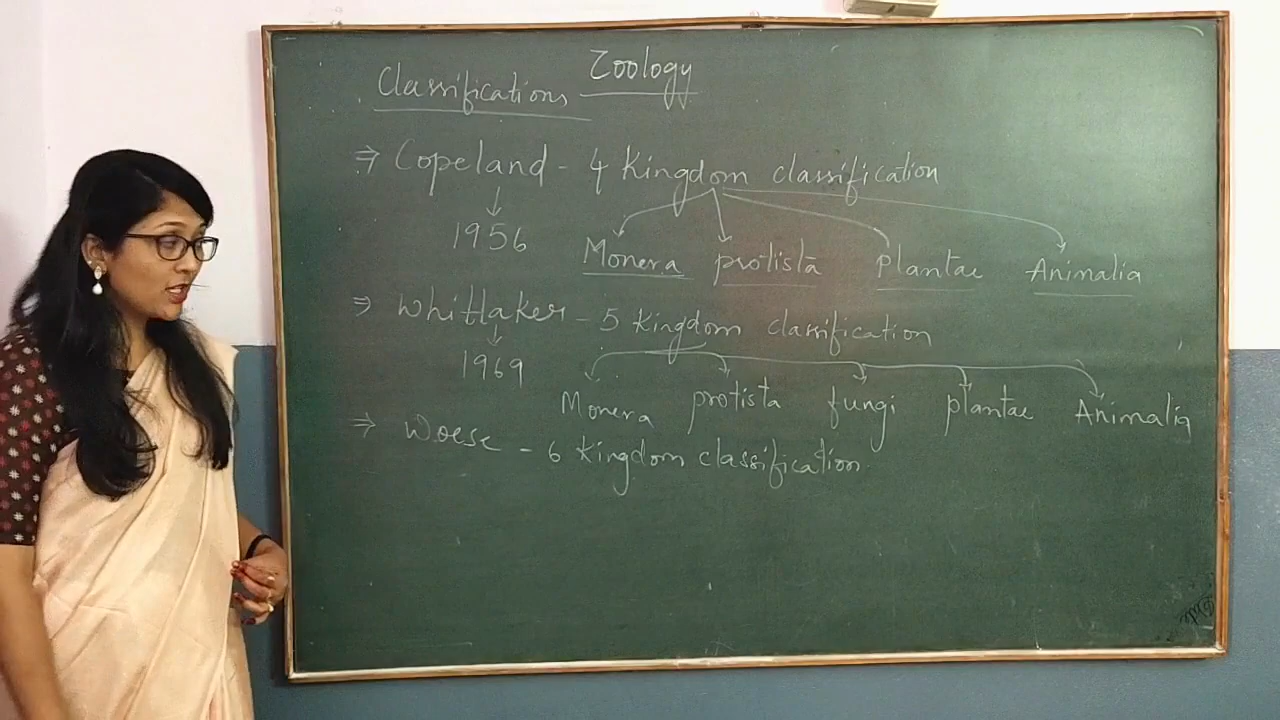 Zoology
Classifications
⇒ Copeland - 4 Kingdom classification
1956
Monera protista plantae Animalia
⇒ Whittaker - 5 Kingdom classification
1969
Monera protista fungi plantae Animalia
⇒ Woese - 6 Kingdom classification